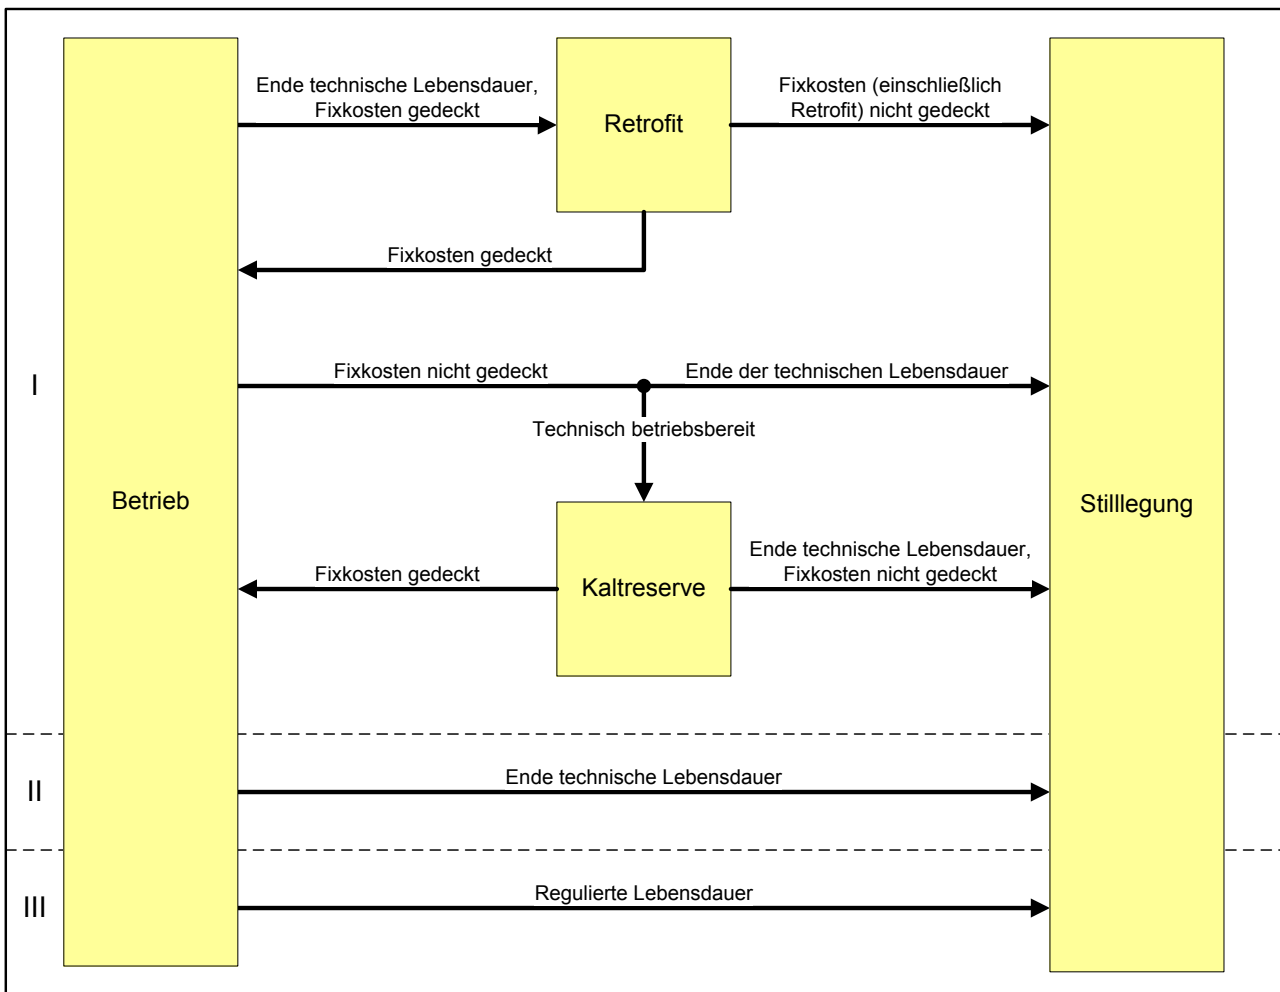 Ende technische Lebensdauer,
Fixkosten gedeckt
Retrofit
Fixkosten (einschließlich
Retrofit) nicht gedeckt
Fixkosten gedeckt
I
Fixkosten nicht gedeckt
Ende der technischen Lebensdauer
Technisch betriebsbereit
Betrieb
Stilllegung
Fixkosten gedeckt
Kaltreserve
Ende technische Lebensdauer,
Fixkosten nicht gedeckt
II
Ende technische Lebensdauer
III
Regulierte Lebensdauer